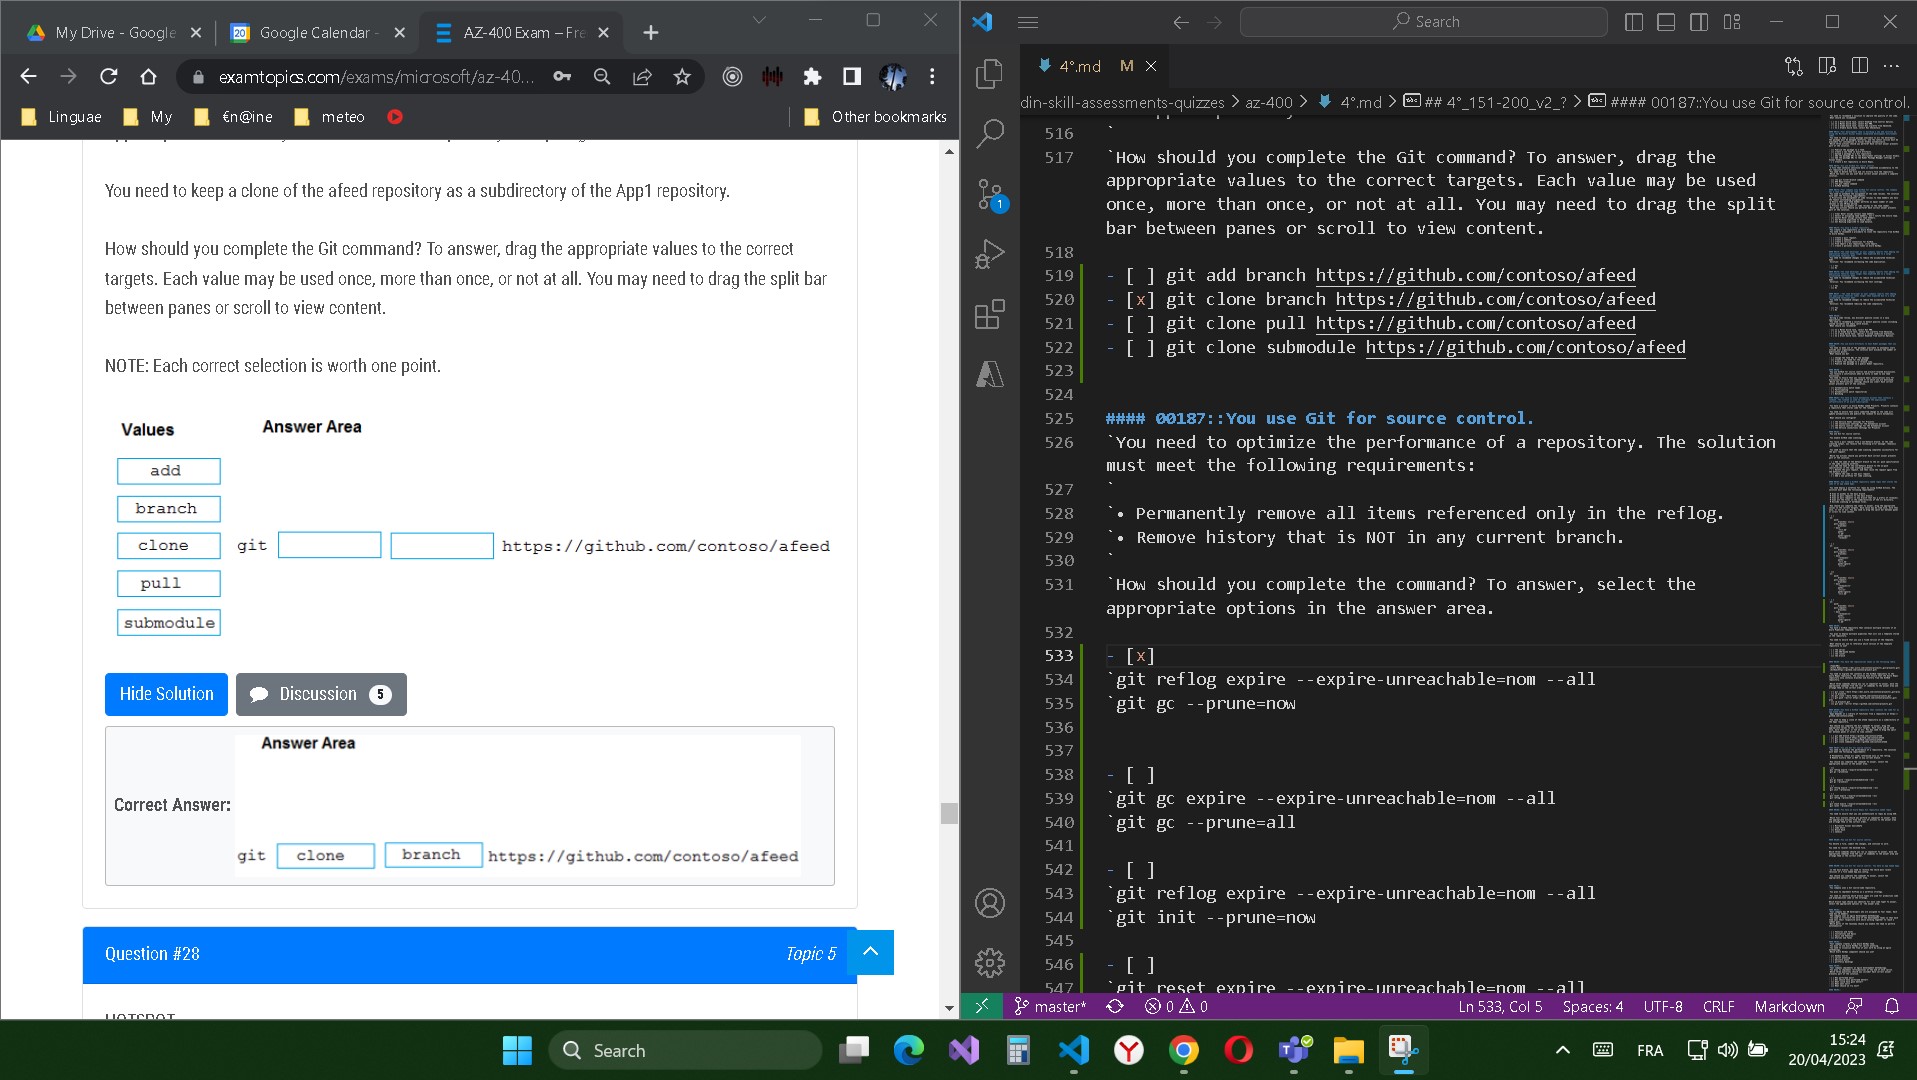 My Drive - Google
Google Calendar -
AZ-400 Exam – Fre
examtopics.com/exams/microsoft/az-40...
Linguae
My
€n@ine
meteo
Other bookmarks
You need to keep a clone of the afeed repository as a subdirectory of the App1 repository.
How should you complete the Git command? To answer, drag the appropriate values to the correct
targets. Each value may be used once, more than once, or not at all. You may need to drag the split bar
between panes or scroll to view content.
NOTE: Each correct selection is worth one point.
Values
Answer Area
add
branch
clone
git https://github.com/contoso/afeed
pull
submodule
Hide Solution
Discussion 5
Answer Area
Correct Answer:
git clone branch https://github.com/contoso/afeed
Question #28
Topic 5
HOTSPOT
Search
4°.md M
din-skill-assessments-quizzes > az-400 > 4°.md > ## 4°_151-200_v2_? > #### 00187::You use Git for source control.
1
516 `
517 `How should you complete the Git command? To answer, drag the
appropriate values to the correct targets. Each value may be used
once, more than once, or not at all. You may need to drag the split
bar between panes or scroll to view content.
518
519 - [ ] git add branch https://github.com/contoso/afeed
520 - [x] git clone branch https://github.com/contoso/afeed
521 - [ ] git clone pull https://github.com/contoso/afeed
522 - [ ] git clone submodule https://github.com/contoso/afeed
523
524
525 #### 00187::You use Git for source control.
526 `You need to optimize the performance of a repository. The solution
must meet the following requirements:
527 `
528 `• Permanently remove all items referenced only in the reflog.
529 `• Remove history that is NOT in any current branch.
530 `
531 `How should you complete the command? To answer, select the
appropriate options in the answer area.
532
533 - [x]
534 `git reflog expire --expire-unreachable=nom --all
535 `git gc --prune=now
536
537
538 - [ ]
539 `git gc expire --expire-unreachable=nom --all
540 `git gc --prune=all
541
542 - [ ]
543 `git reflog expire --expire-unreachable=nom --all
544 `git init --prune=now
545
546 - [ ]
547 `git reset expire --expire-unreachable=nom --all
master*
0 0
Ln 533, Col 5
Spaces: 4
UTF-8
CRLF
Markdown
Search
FRA
15:24
20/04/2023